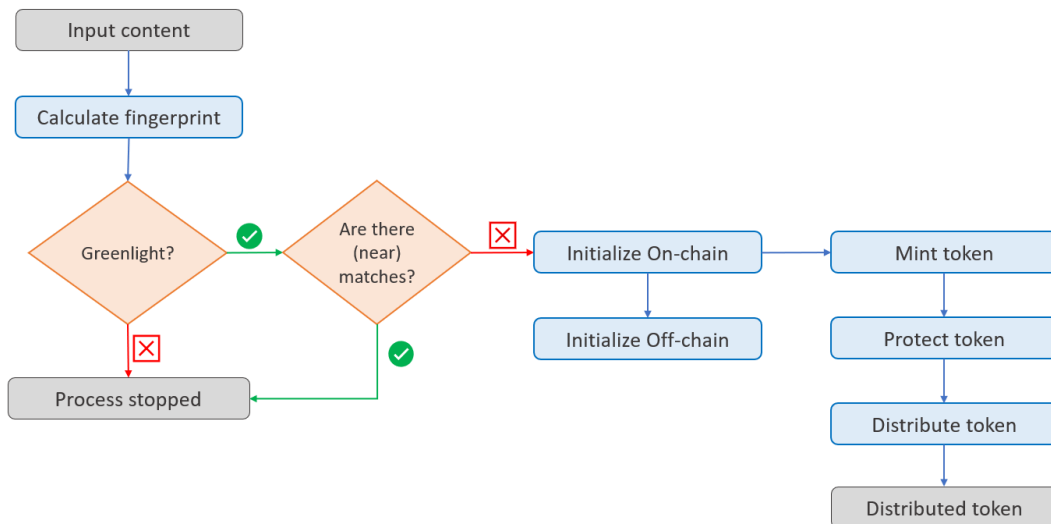 Input content
Calculate fingerprint
Greenlight?
Are there
(near)
matches?
Initialize On-chain
Mint token
Initialize Off-chain
Protect token
Process stopped
Distribute token
Distributed token